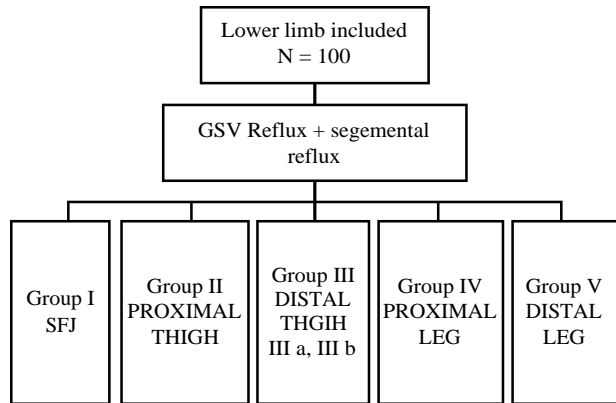 Lower limb included
N = 100
GSV Reflux + segemental
reflux
Group I
SFJ
Group II
PROXIMAL
THIGH
Group III
DISTAL
THGIH
III a, III b
Group IV
PROXIMAL
LEG
Group V
DISTAL
LEG